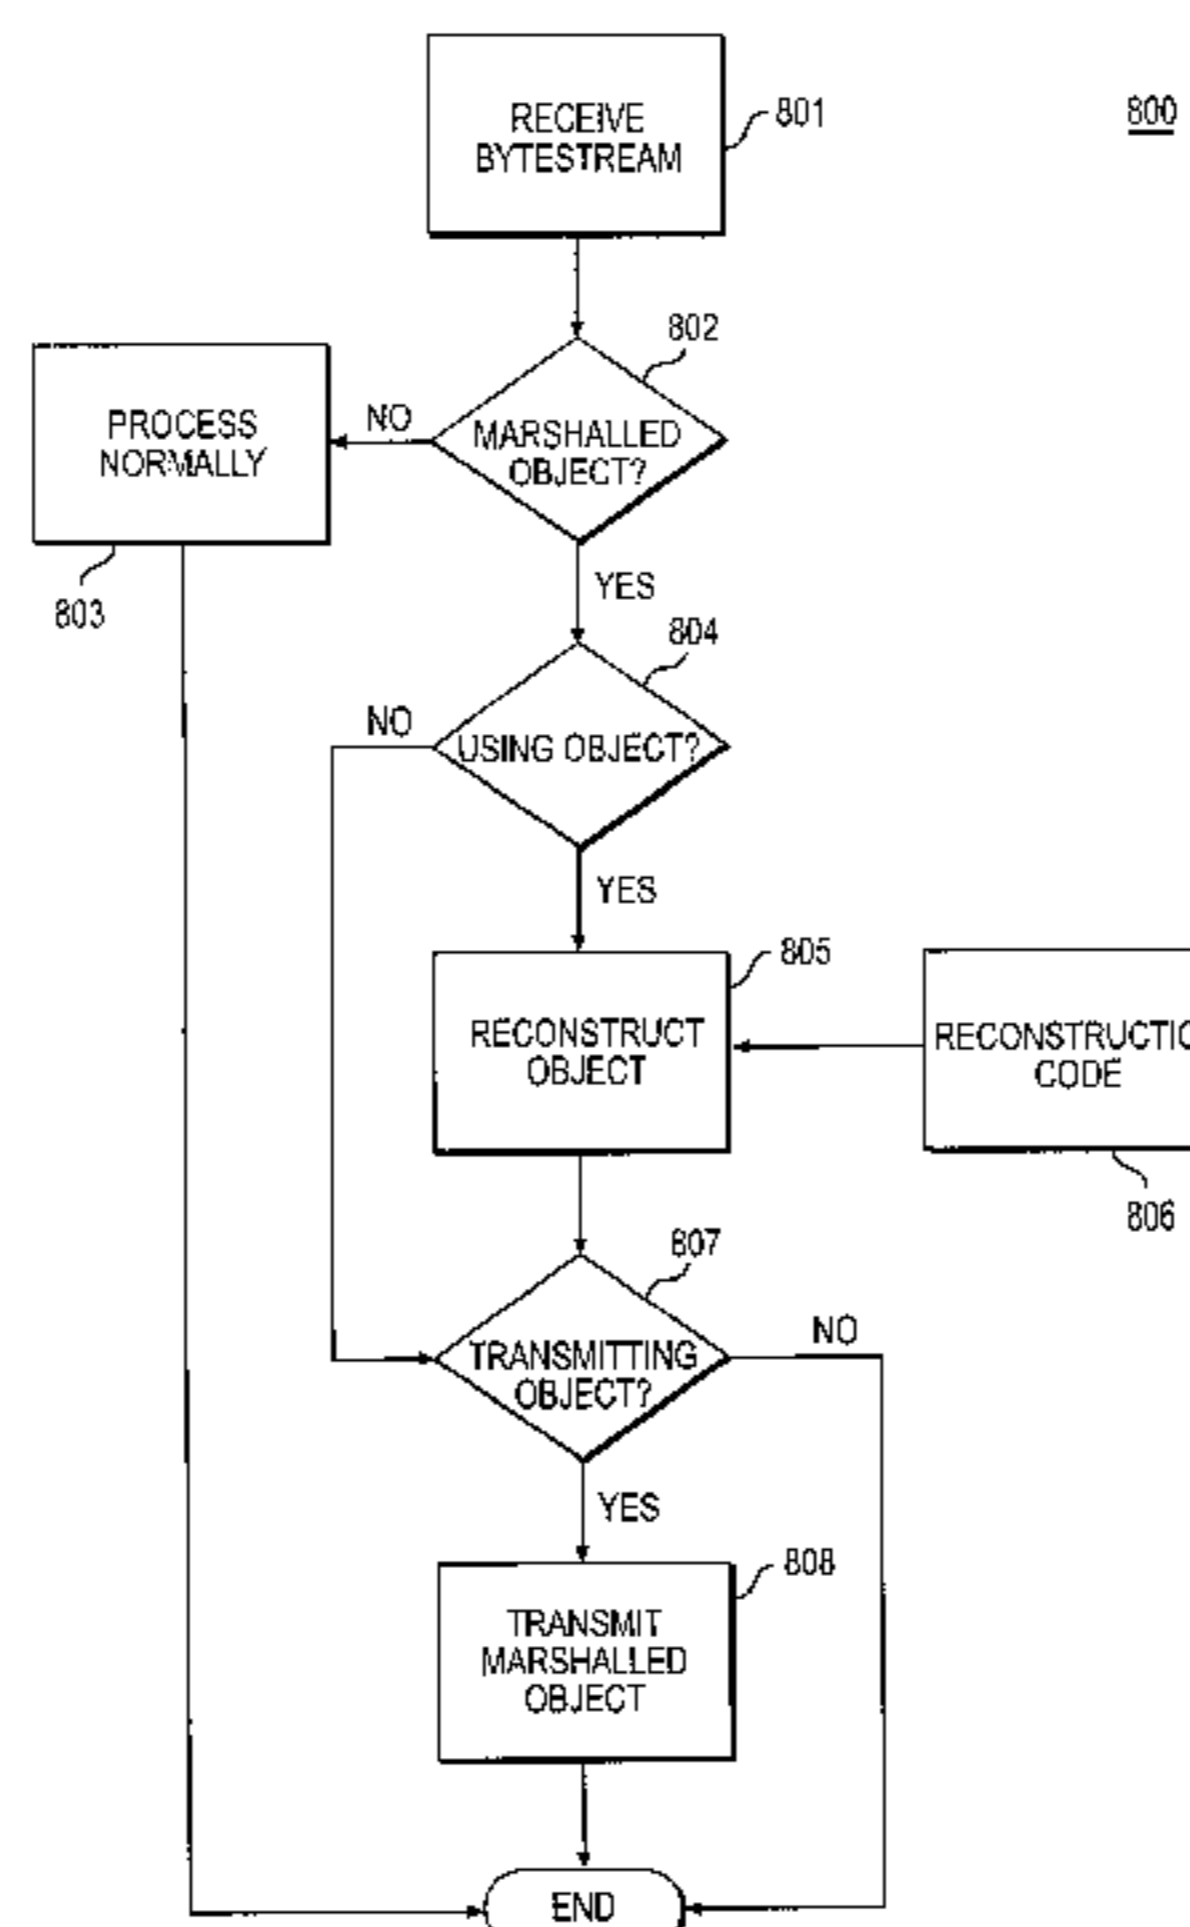 RECEIVE
BYTESTREAM
801
800
802
MARSHALLED
OBJECT?
NO
PROCESS
NORMALLY
803
YES
804
NO
USING OBJECT?
YES
805
RECONSTRUCT
OBJECT
RECONSTRUCTIO
CODE
806
807
NO
TRANSMITTING
OBJECT?
YES
808
TRANSMIT
MARSHALLED
OBJECT
END